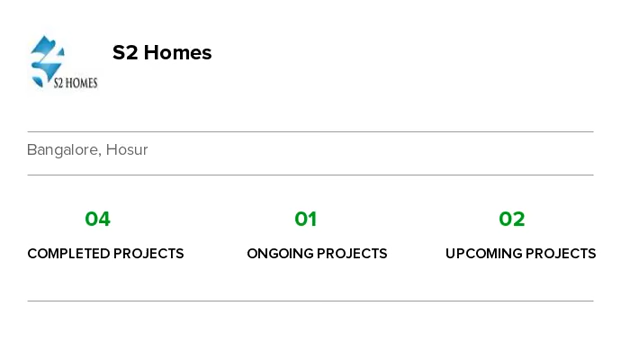 S2 Homes
S2 HOMES
Bangalore, Hosur
04
01
02
COMPLETED PROJECTS
ONGOING PROJECTS
UPCOMING PROJECTS